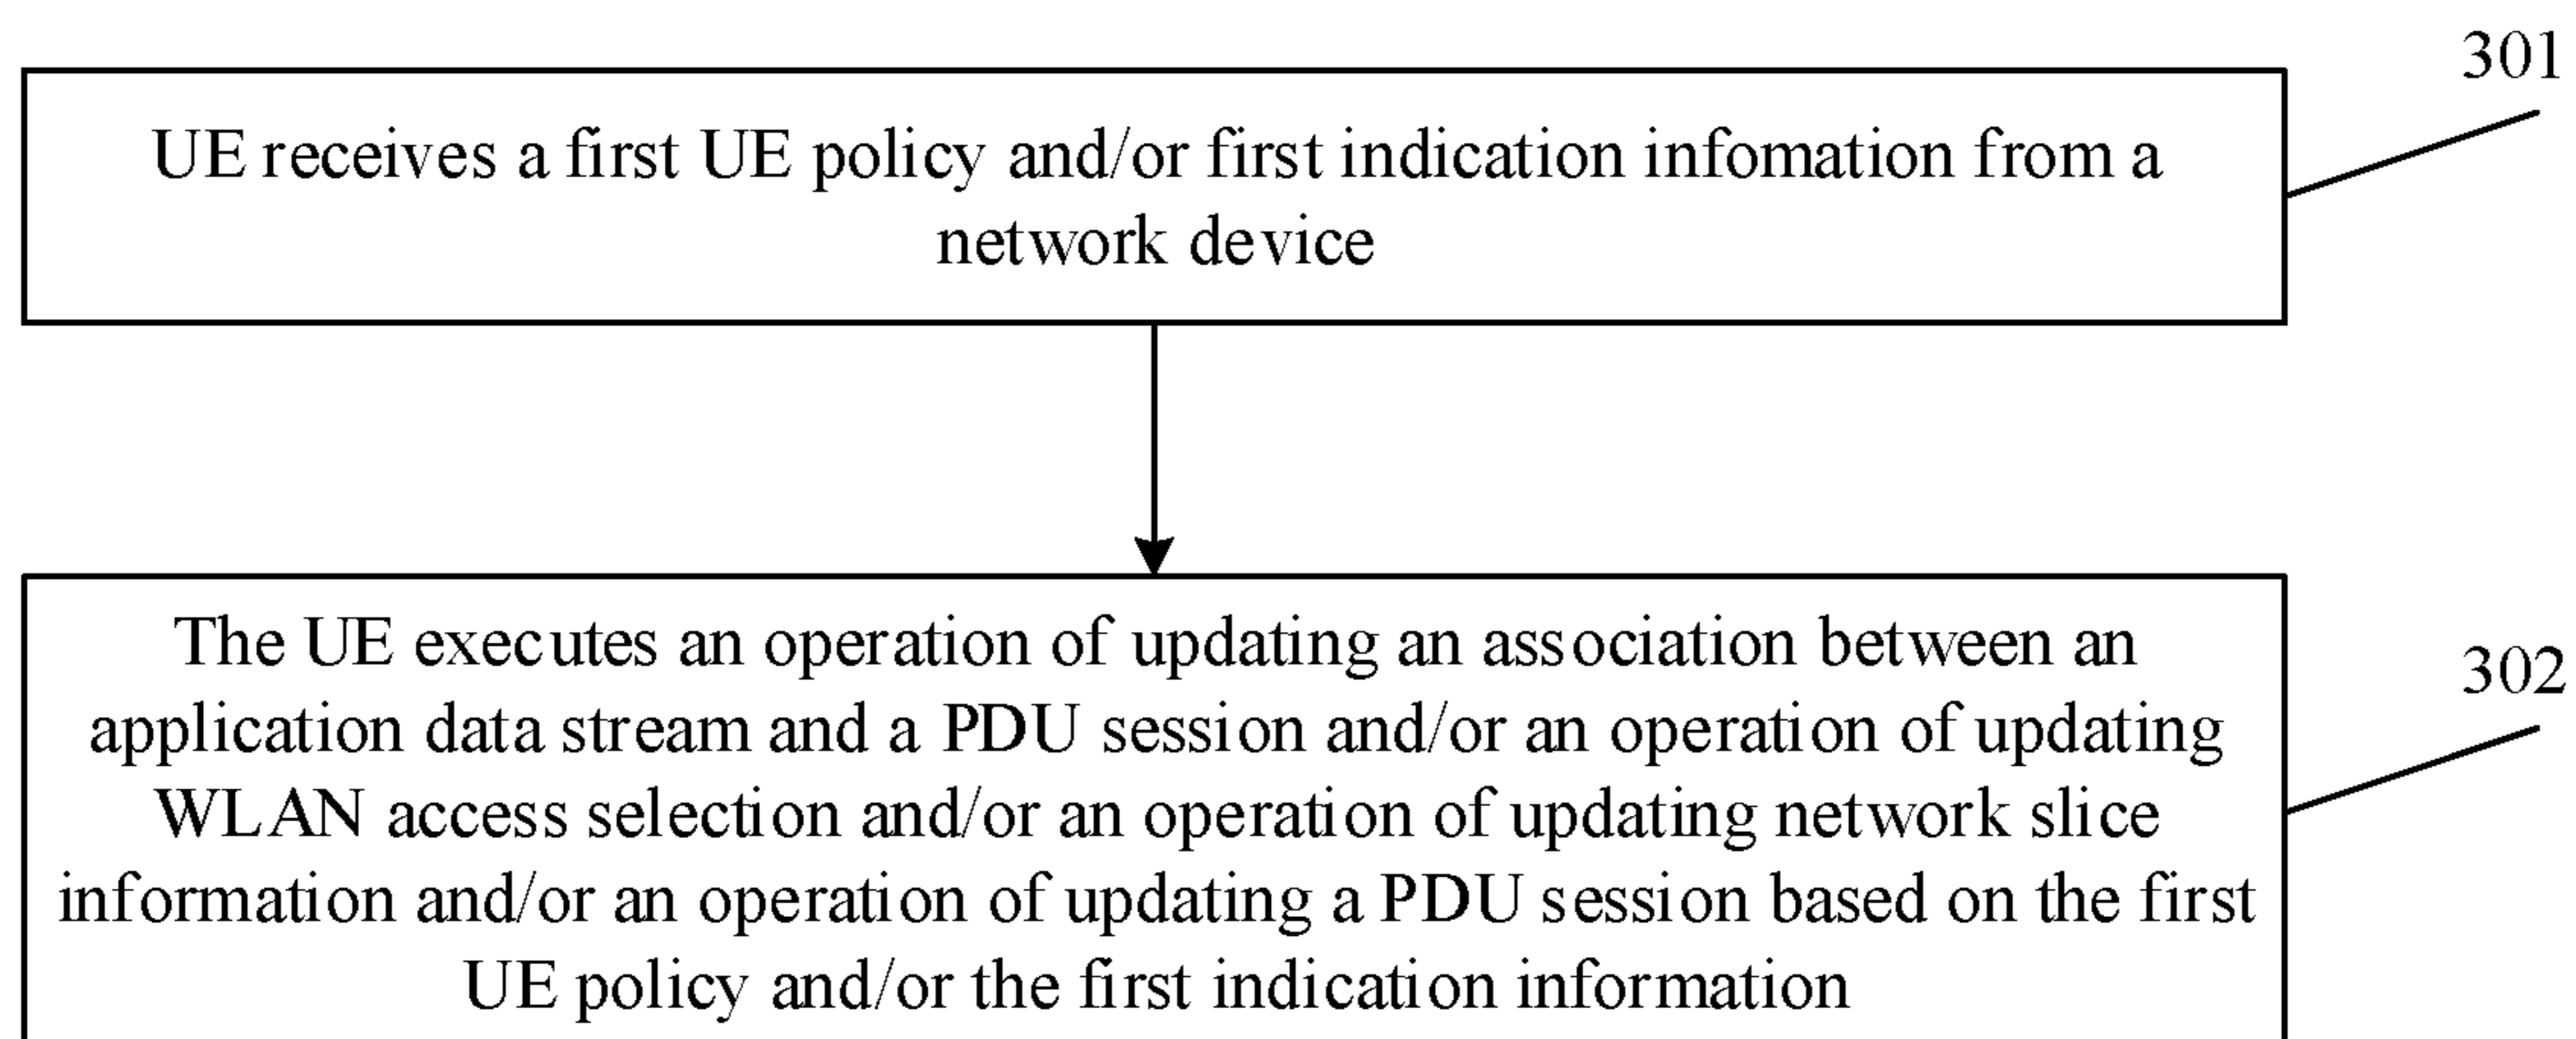 301
UE receives a first UE policy and/or first indication infomation from a
network device
The UE executes an operation of updating an association between an
application data stream and a PDU session and/or an operation of updating
WLAN access selection and/or an operation of updating network slice
information and/or an operation of updating a PDU session based on the first
UE policy and/or the first indication information
302